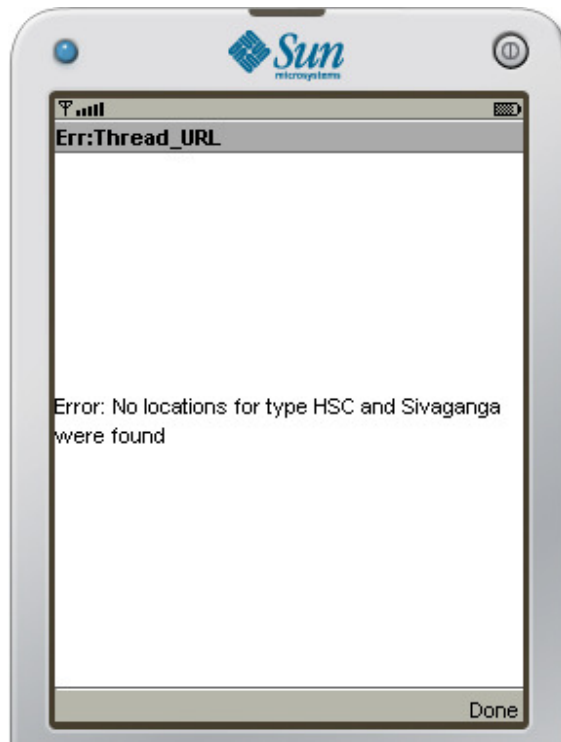 Sun
microsystems
Err:Thread_URL
Error: No locations for type HSC and Sivaganga
were found
Done